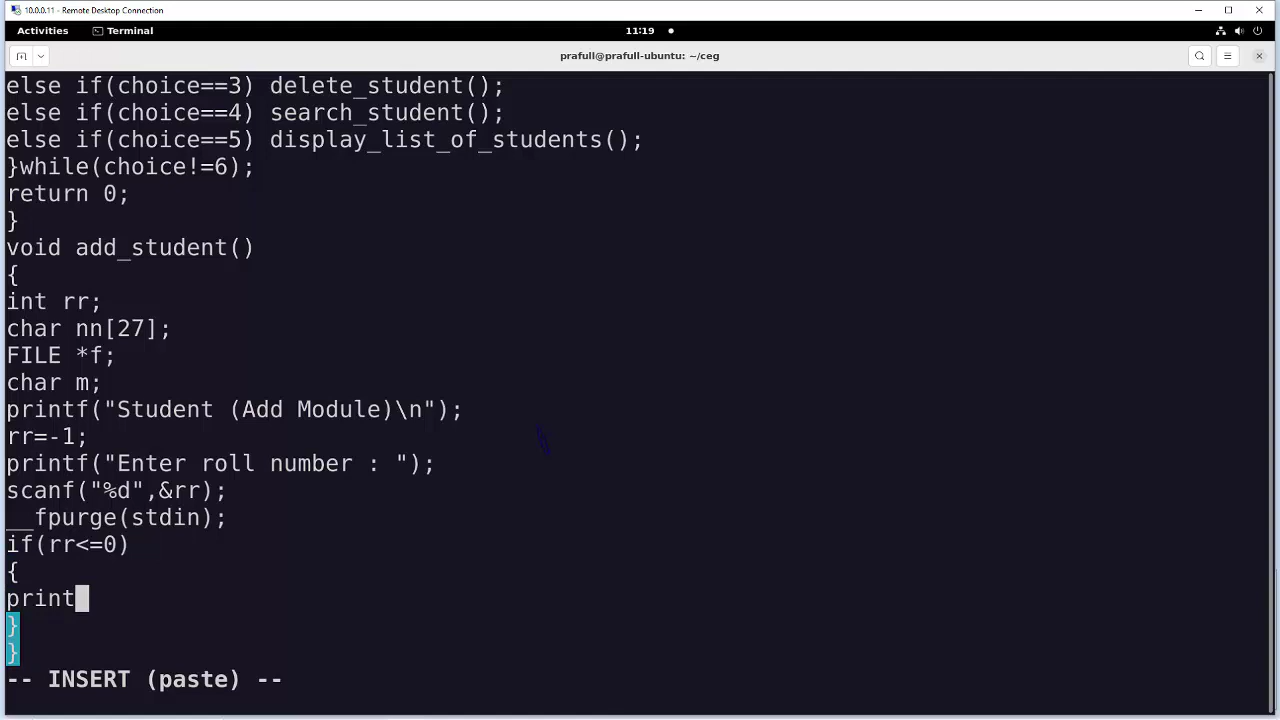 10.0.0.11 - Remote Desktop Connection
Activities
Terminal
11:19
prafull@prafull-ubuntu: ~/ceg
else if(choice==3) delete_student();
else if(choice==4) search_student();
else if(choice==5) display_list_of_students();
}while(choice!=6);
return 0;
}
void add_student()
{
int rr;
char nn[27];
FILE *f;
char m;
printf("Student (Add Module)\n");
rr=-1;
printf("Enter roll number : ");
scanf("%d",&rr);
__fpurge(stdin);
if(rr<=0)
{
print
}
}
-- INSERT (paste) --